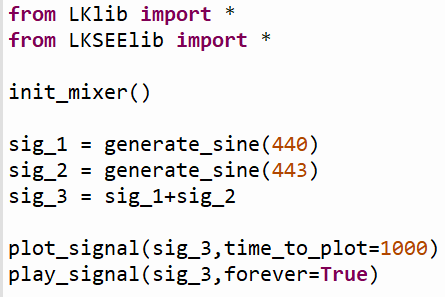 from LKlib import *
from LKSEElib import *
init_mixer()
sig_1 = generate_sine(440)
sig_2 = generate_sine(443)
sig_3 = sig_1+sig_2
plot_signal(sig_3,time_to_plot=1000)
play_signal(sig_3,forever=True)